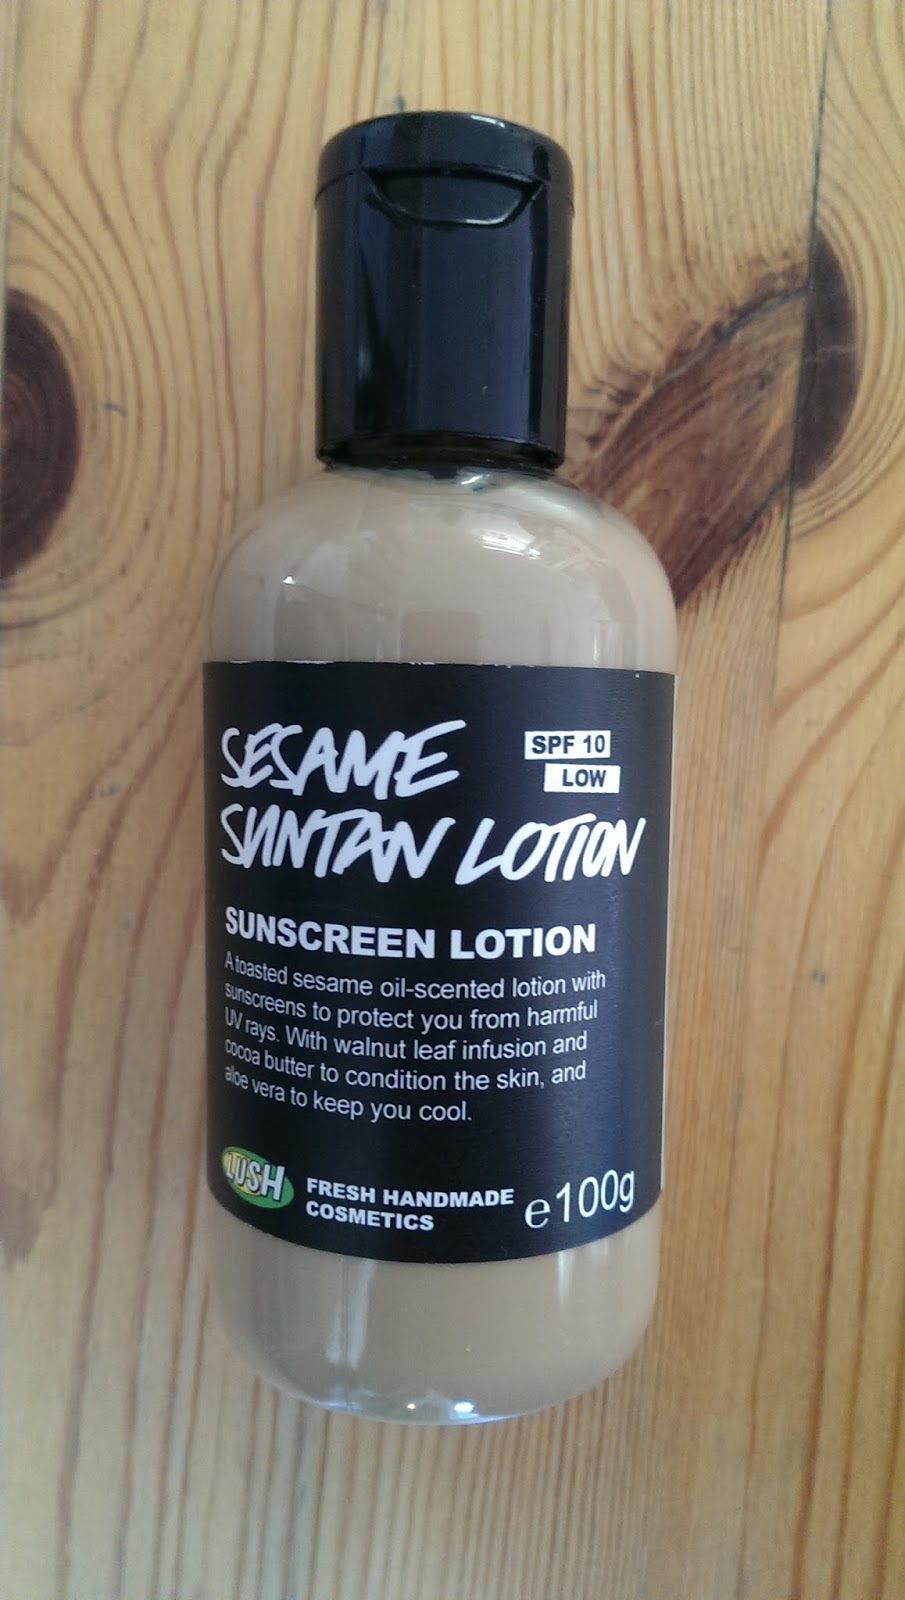 SESAME
SUNTAN LOTION
SPF 10
LOW
SUNSCREEN LOTION
A toasted sesame oil-scented lotion with
sunscreens to protect you from harmful
UV rays. With walnut leaf infusion and
cocoa butter to condition the skin, and
aloe vera to keep you cool.
LUSH
FRESH HANDMADE
COSMETICS
℮100g